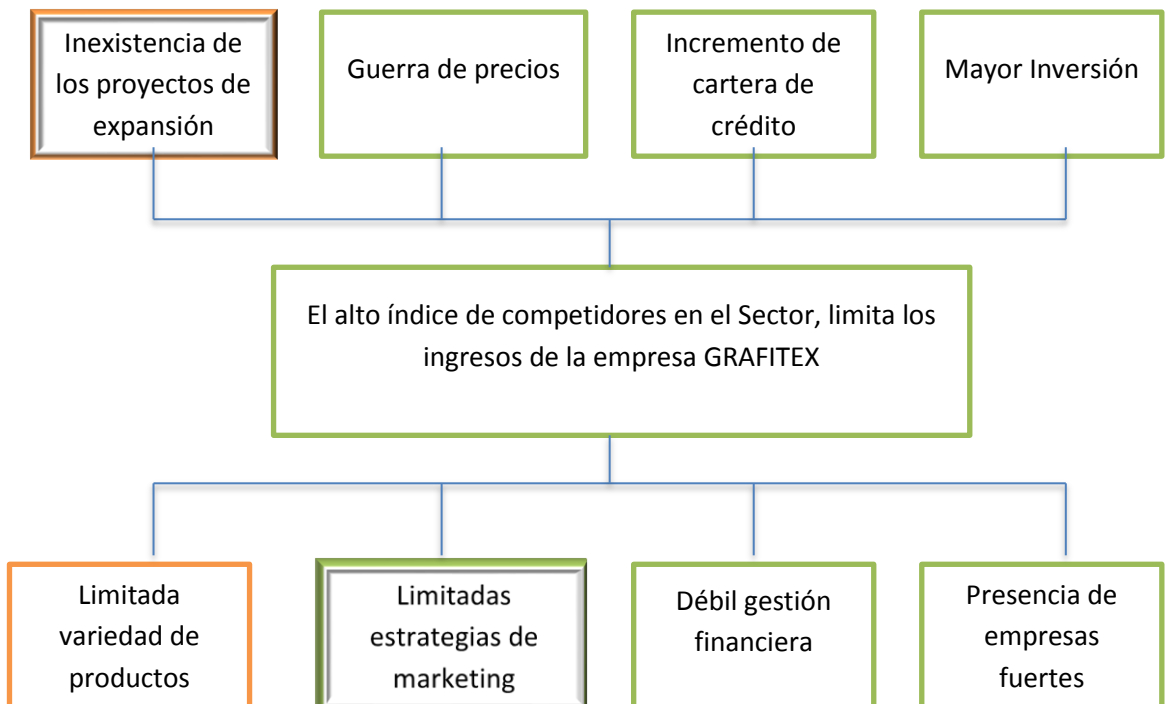 Inexistencia de
los proyectos de
expansión
Guerra de precios
Incremento de
cartera de
crédito
Mayor Inversión
El alto índice de competidores en el Sector, limita los
ingresos de la empresa GRAFITEX
Limitada
variedad de
productos
Limitadas
estrategias de
marketing
Débil gestión
financiera
Presencia de
empresas
fuertes